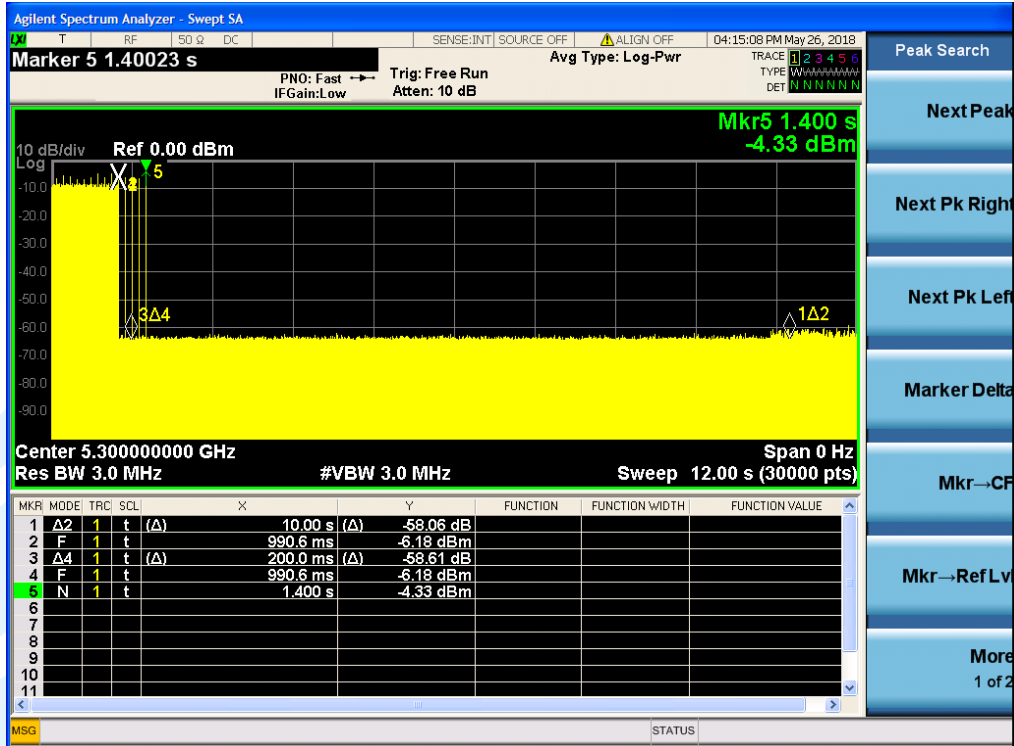 Agilent Spectrum Analyzer - Swept SA
LXI T RF 50 Ω DC SENSE:INT SOURCE OFF ALIGN OFF 04:15:08 PM May 26, 2018
Marker 5 1.40023 s
PNO: Fast
IFGain:Low
Trig: Free Run
Atten: 10 dB
Avg Type: Log-Pwr
TRACE 1 2 3 4 5 6
TYPE W
DET N N N N N N
Peak Search
Next Peak
Next Pk Right
Next Pk Left
Marker Delta
Mkr→CF
Mkr→Ref Lvl
More
1 of 2
Mkr5 1.400 s
-4.33 dBm
10 dB/div Ref 0.00 dBm
Log
-10.0
-20.0
-30.0
-40.0
-50.0
-60.0
-70.0
-80.0
-90.0
X 2 5
3Δ4
1Δ2
Center 5.300000000 GHz Span 0 Hz
Res BW 3.0 MHz #VBW 3.0 MHz Sweep 12.00 s (30000 pts)
MKR MODE TRC SCL X Y FUNCTION FUNCTION WIDTH FUNCTION VALUE
1 Δ2 1 t (Δ) 10.00 s (Δ) -58.06 dB
2 F 1 t 990.6 ms -6.18 dBm
3 Δ4 1 t (Δ) 200.0 ms (Δ) -58.61 dB
4 F 1 t 990.6 ms -6.18 dBm
5 N 1 t 1.400 s -4.33 dBm
6
7
8
9
10
11
MSG STATUS